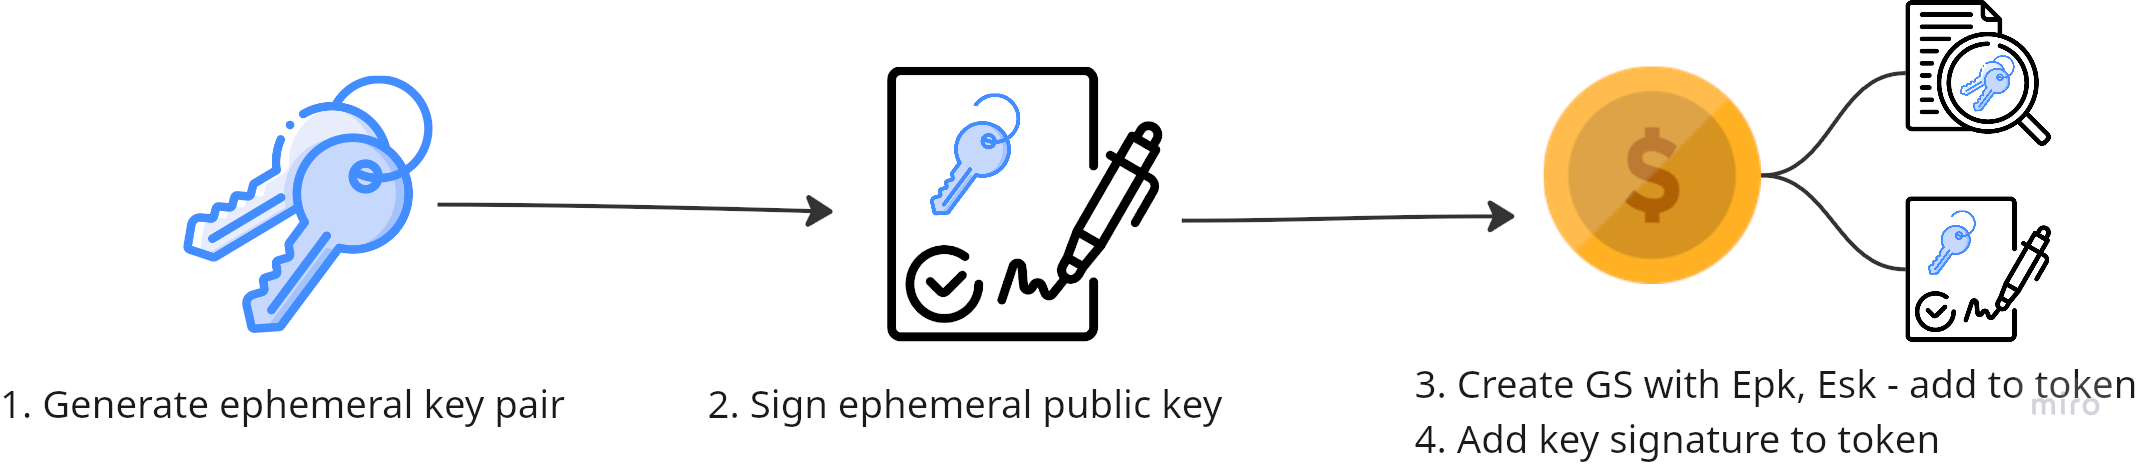 $
1. Generate ephemeral key pair
2. Sign ephemeral public key
3. Create GS with Epk, Esk - add to token
4. Add key signature to token
miro